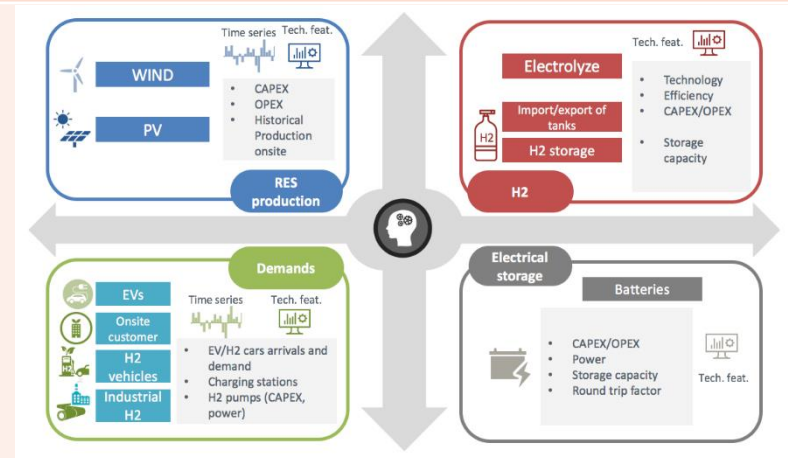 Time series
Tech. feat.
WIND
PV
• CAPEX
• OPEX
• Historical
Production
onsite
RES
production
Tech. feat.
Electrolyze
Import/export of
tanks
H2
H2 storage
• Technology
• Efficiency
• CAPEX/OPEX
• Storage
capacity
H2
Demands
EVs
Onsite
customer
H2
H2
vehicles
Industrial
H2
Time series
Tech. feat.
• EV/H2 cars arrivals and
demand
• Charging stations
• H2 pumps (CAPEX,
power)
Electrical
storage
Batteries
• CAPEX/OPEX
• Power
• Storage capacity
• Round trip factor
Tech. feat.